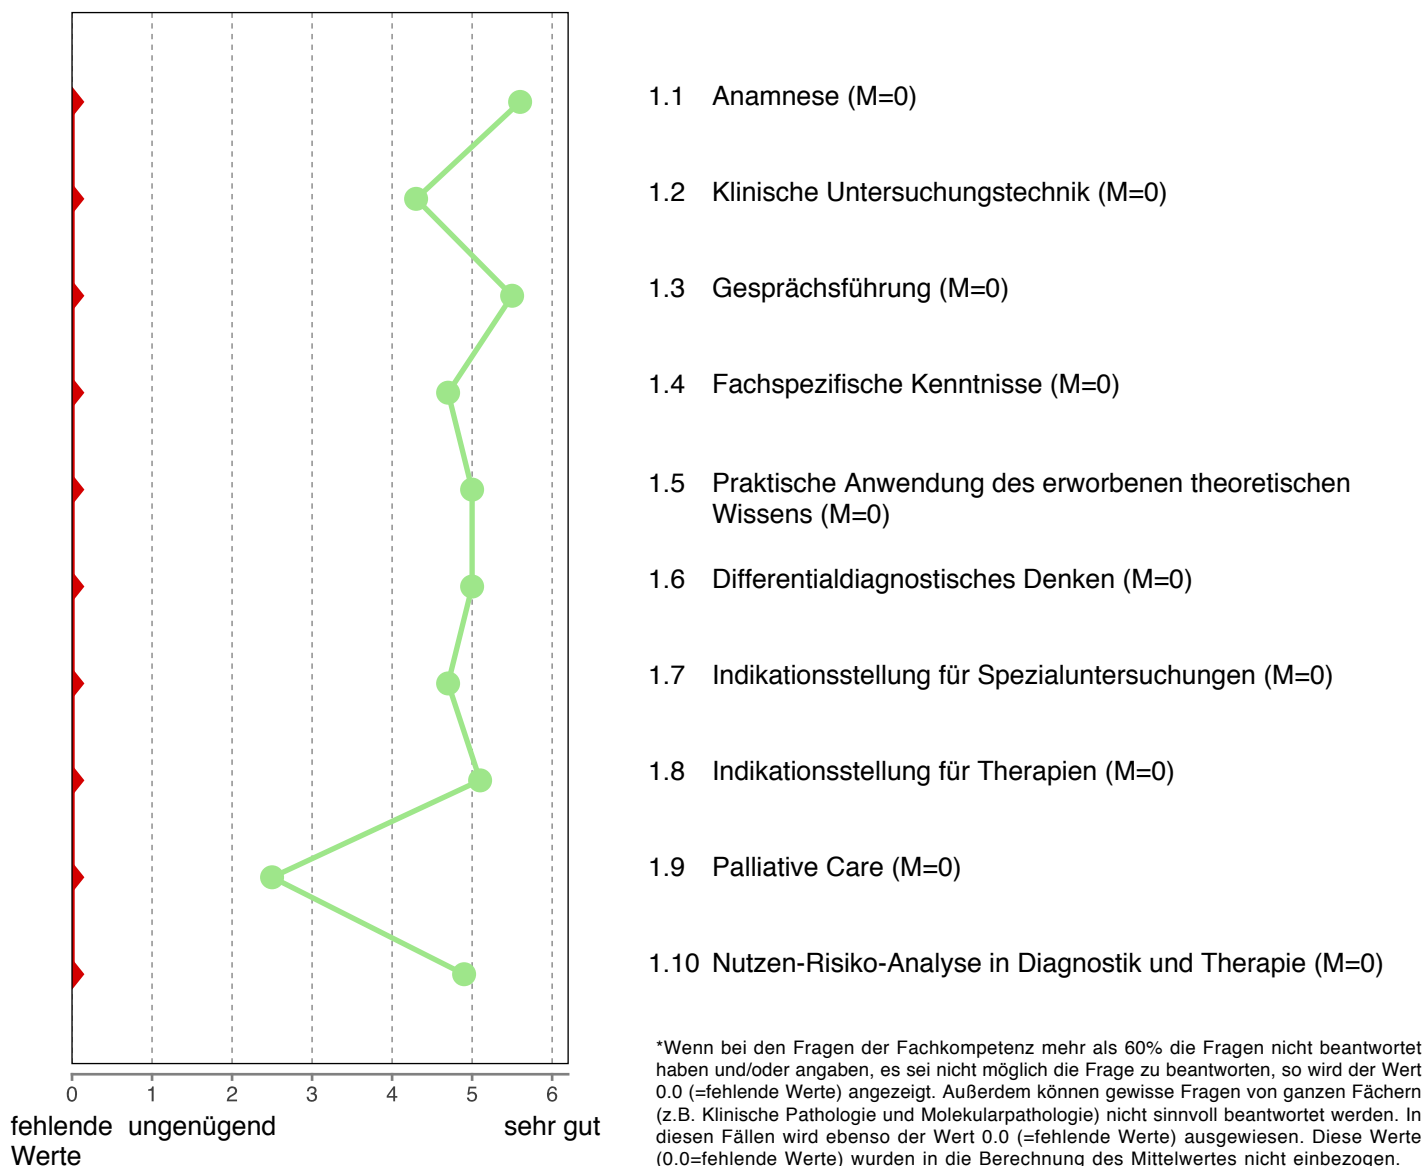 1.1 Anamnese (M=0)
1.2 Klinische Untersuchungstechnik (M=0)
1.3 Gesprächsführung (M=0)
1.4 Fachspezifische Kenntnisse (M=0)
1.5 Praktische Anwendung des erworbenen theoretischen
Wissens (M=0)
1.6 Differentialdiagnostisches Denken (M=0)
1.7 Indikationsstellung für Spezialuntersuchungen (M=0)
1.8 Indikationsstellung für Therapien (M=0)
1.9 Palliative Care (M=0)
1.10 Nutzen-Risiko-Analyse in Diagnostik und Therapie (M=0)
0 1 2 3 4 5 6
fehlende ungenügend sehr gut
Werte
*Wenn bei den Fragen der Fachkompetenz mehr als 60% die Fragen nicht beantwortet
haben und/oder angaben, es sei nicht möglich die Frage zu beantworten, so wird der Wert
0.0 (=fehlende Werte) angezeigt. Außerdem können gewisse Fragen von ganzen Fächern
(z.B. Klinische Pathologie und Molekularpathologie) nicht sinnvoll beantwortet werden. In
diesen Fällen wird ebenso der Wert 0.0 (=fehlende Werte) ausgewiesen. Diese Werte
(0.0=fehlende Werte) wurden in die Berechnung des Mittelwertes nicht einbezogen.